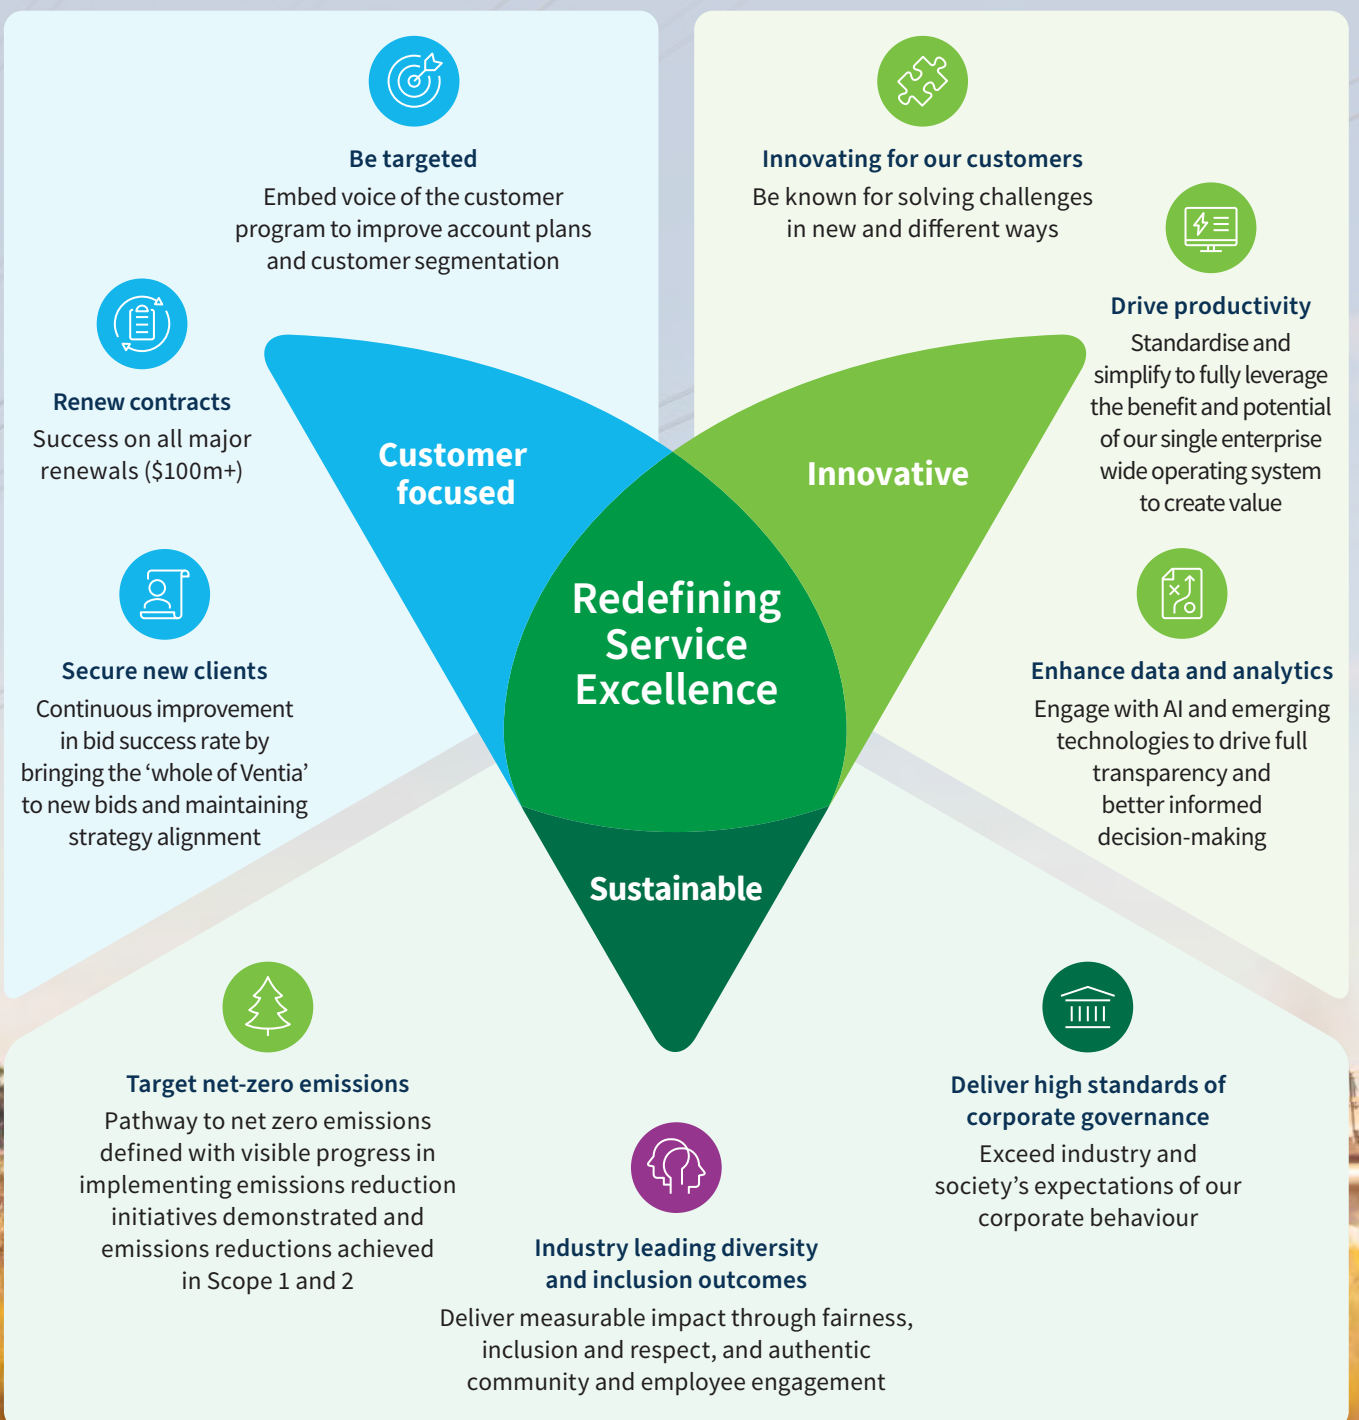 Be targeted
Embed voice of the customer
program to improve account plans
and customer segmentation
Renew contracts
Success on all major
renewals ($100m+)
Secure new clients
Continuous improvement
in bid success rate by
bringing the ‘whole of Ventia’
to new bids and maintaining
strategy alignment
Customer
focused
Innovating for our customers
Be known for solving challenges
in new and different ways
Drive productivity
Standardise and
simplify to fully leverage
the benefit and potential
of our single enterprise
wide operating system
to create value
Enhance data and analytics
Engage with AI and emerging
technologies to drive full
transparency and
better informed
decision-making
Innovative
Redefining
Service
Excellence
Sustainable
Target net-zero emissions
Pathway to net zero emissions
defined with visible progress in
implementing emissions reduction
initiatives demonstrated and
emissions reductions achieved
in Scope 1 and 2
Industry leading diversity
and inclusion outcomes
Deliver measurable impact through fairness,
inclusion and respect, and authentic
community and employee engagement
Deliver high standards of
corporate governance
Exceed industry and
society’s expectations of our
corporate behaviour